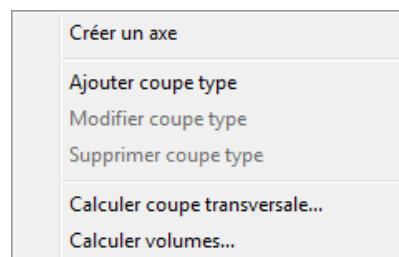 Créer un axe
Ajouter coupe type
Modifier coupe type
Supprimer coupe type
Calculer coupe transversale...
Calculer volumes...